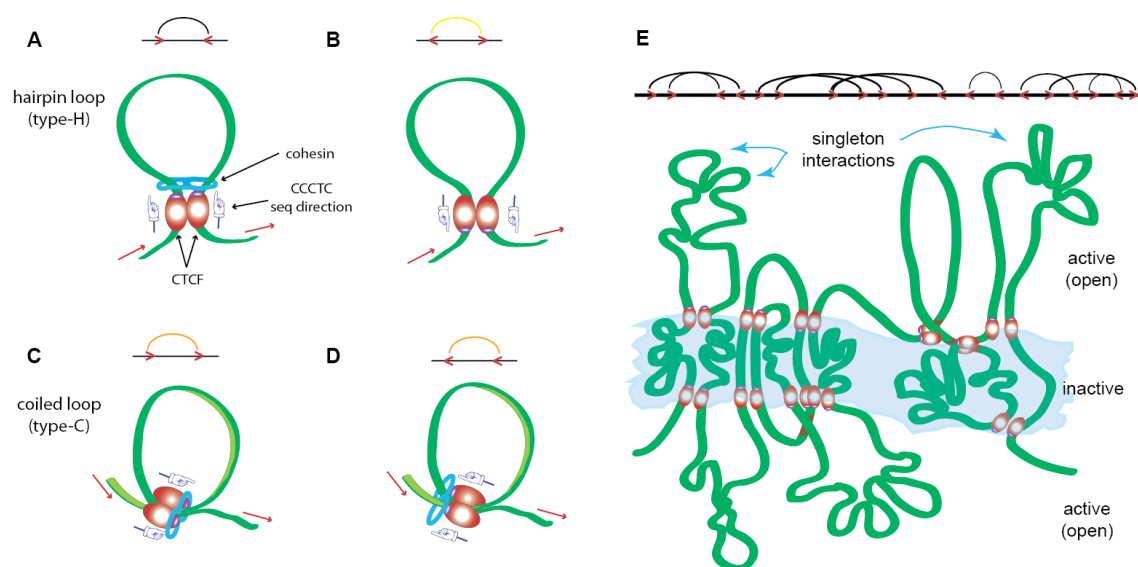 A
B
hairpin loop
(type-H)
cohesin
CCCTC
seq direction
CTCF
C
D
coiled loop
(type-C)
E
singleton
interactions
active
(open)
inactive
active
(open)